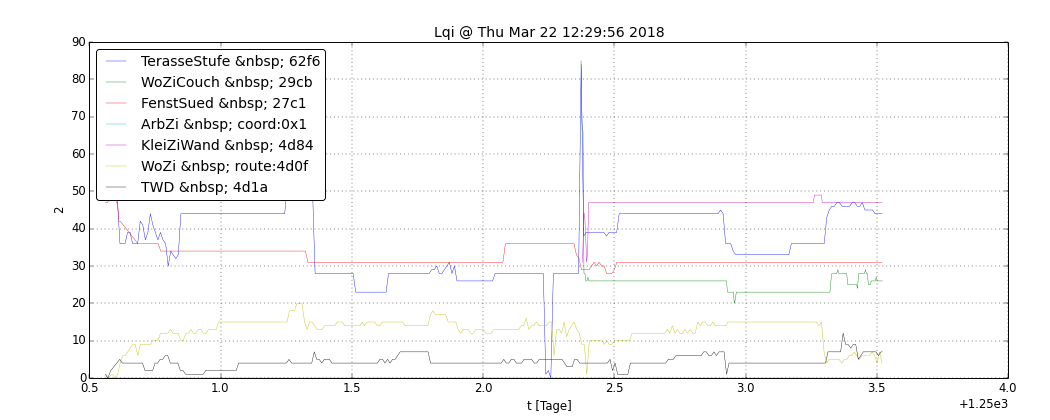 Lqi @ Thu Mar 22 12:29:56 2018
90
80
70
60
50
40
30
20
10
0
2
TerasseStufe &nbsp; 62f6
WoZiCouch &nbsp; 29cb
FenstSued &nbsp; 27c1
ArbZi &nbsp; coord:0x1
KleiZiWand &nbsp; 4d84
WoZi &nbsp; route:4d0f
TWD &nbsp; 4d1a
0.5 1.0 1.5 2.0 2.5 3.0 3.5 4.0
t [Tage]
+1.25e3